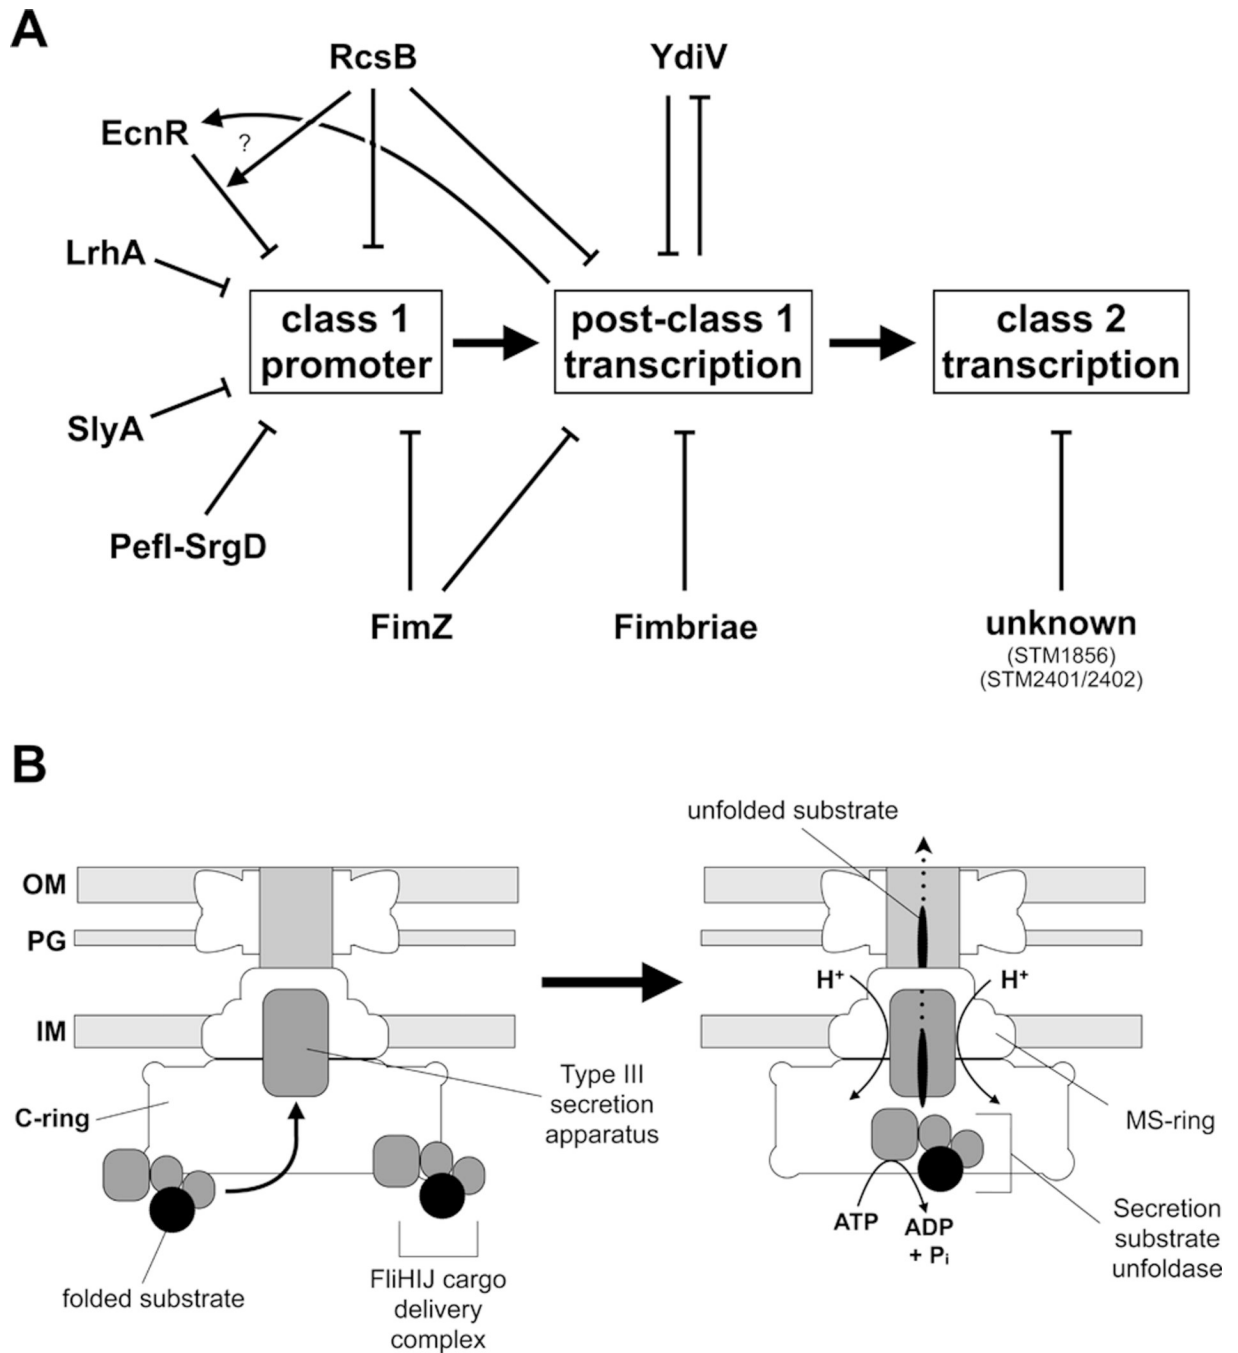 A
RcsB
YdiV
EcnR
?
LrhA
class 1
promoter
post-class 1
transcription
class 2
transcription
SlyA
PefI-SrgD
FimZ
Fimbriae
unknown
(STM1856)
(STM2401/2402)
B
unfolded substrate
OM
PG
H+
H+
IM
Type III
secretion
apparatus
C-ring
MS-ring
ATP
ADP
+ Pi
Secretion
substrate
unfoldase
folded substrate
FliHIJ cargo
delivery
complex